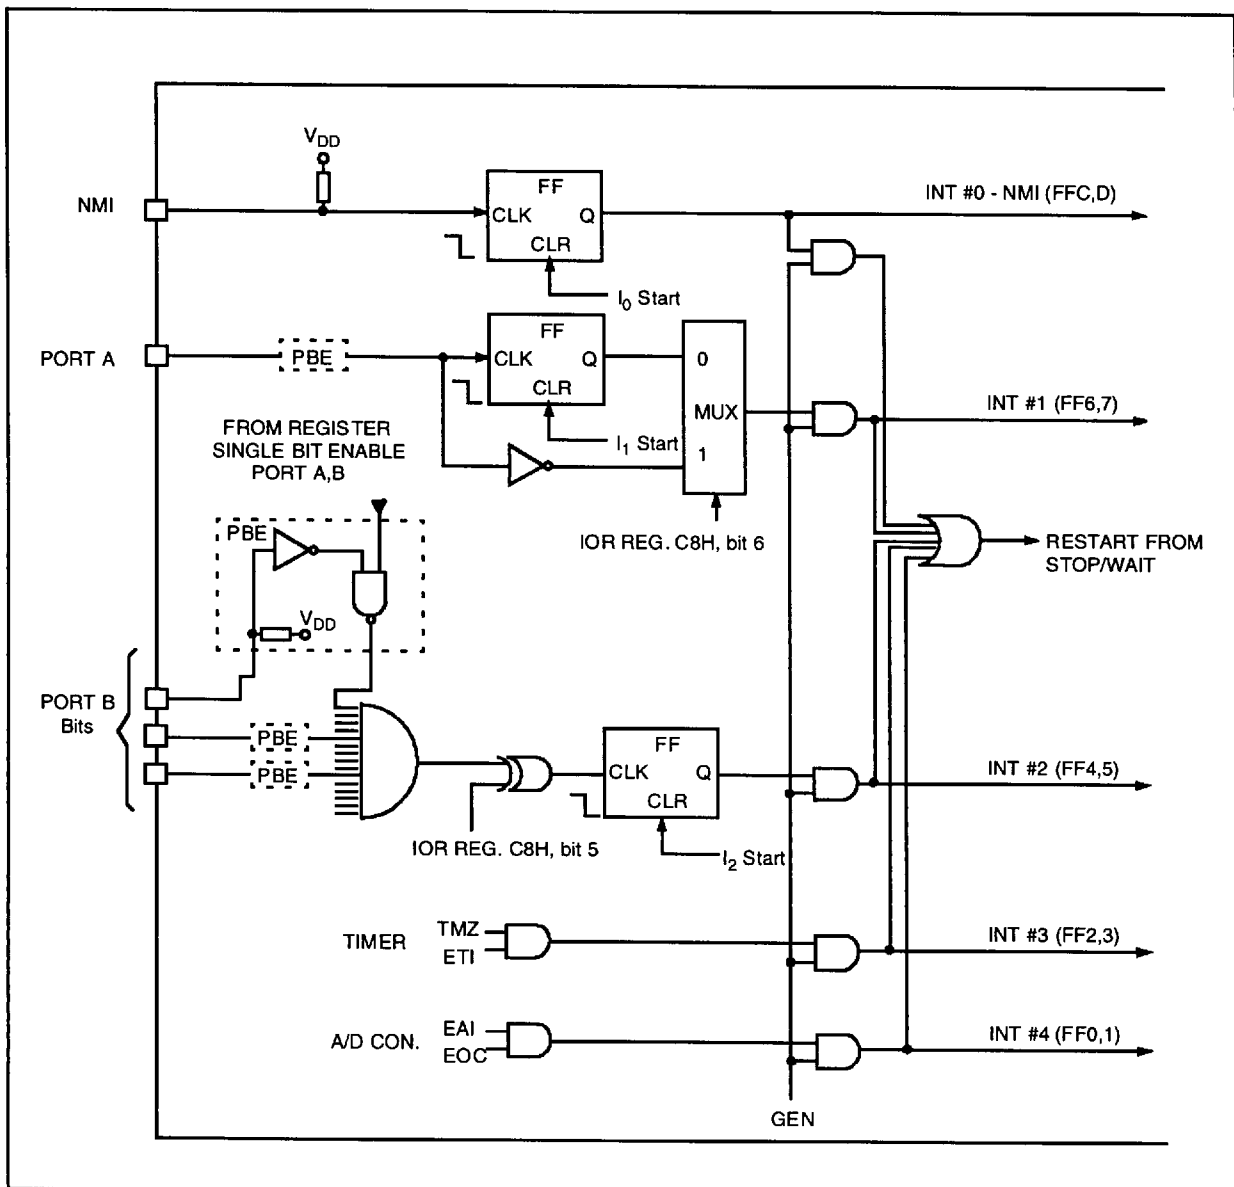 V_DD
NMI
FF
CLK
Q
CLR
I_0 Start
INT #0 - NMI (FFC,D)
PORT A
PBE
FF
CLK
Q
CLR
I_1 Start
0
MUX
1
INT #1 (FF6,7)
FROM REGISTER
SINGLE BIT ENABLE
PORT A,B
IOR REG. C8H, bit 6
PBE
V_DD
RESTART FROM
STOP/WAIT
PORT B
Bits
PBE
PBE
FF
CLK
Q
CLR
IOR REG. C8H, bit 5
I_2 Start
INT #2 (FF4,5)
TIMER
TMZ
ETI
INT #3 (FF2,3)
A/D CON.
EAI
EOC
INT #4 (FF0,1)
GEN